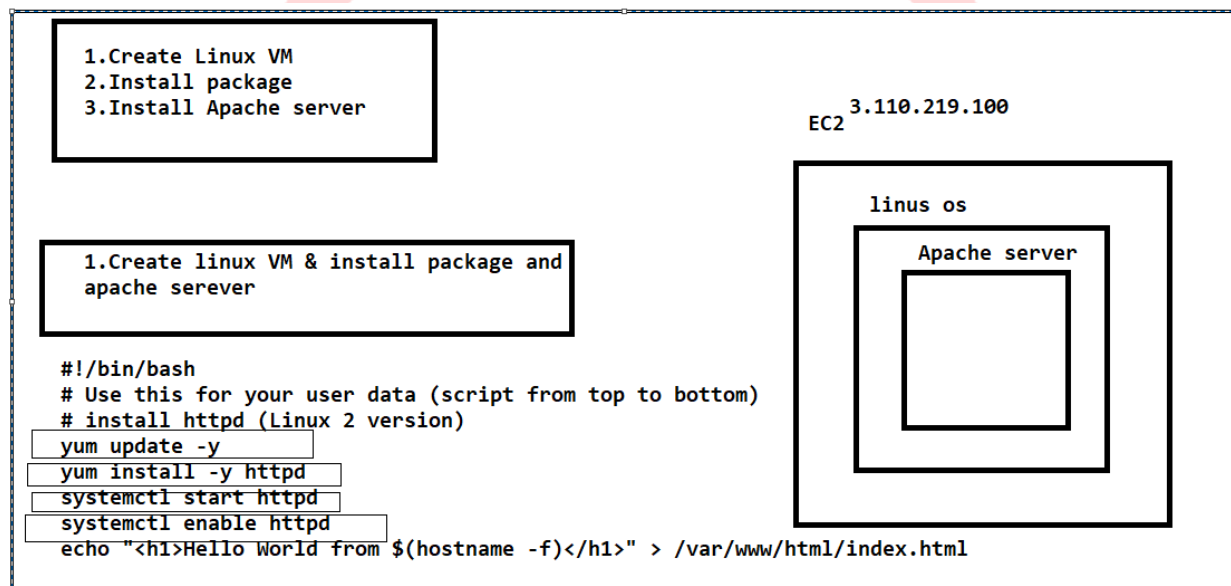 1.Create Linux VM
2.Install package
3.Install Apache server
3.110.219.100
EC2
linus os
Apache server
1.Create linux VM & install package and
apache serever
#!/bin/bash
# Use this for your user data (script from top to bottom)
# install httpd (Linux 2 version)
yum update -y
yum install -y httpd
systemctl start httpd
systemctl enable httpd
echo "<h1>Hello World from $(hostname -f)</h1>" > /var/www/html/index.html